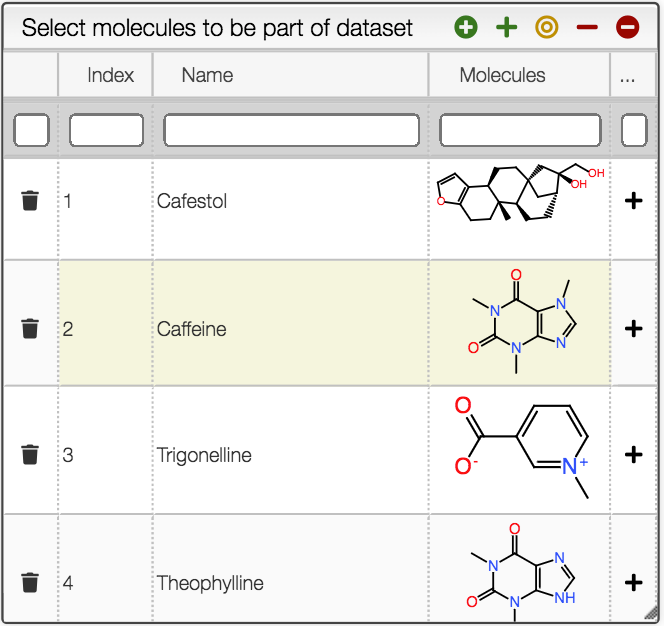 Select molecules to be part of dataset
Index Name Molecules ...
1 Cafestol O OH OH
2 Caffeine O N N O N N
3 Trigonelline O O- N+
4 Theophylline O N N O N NH